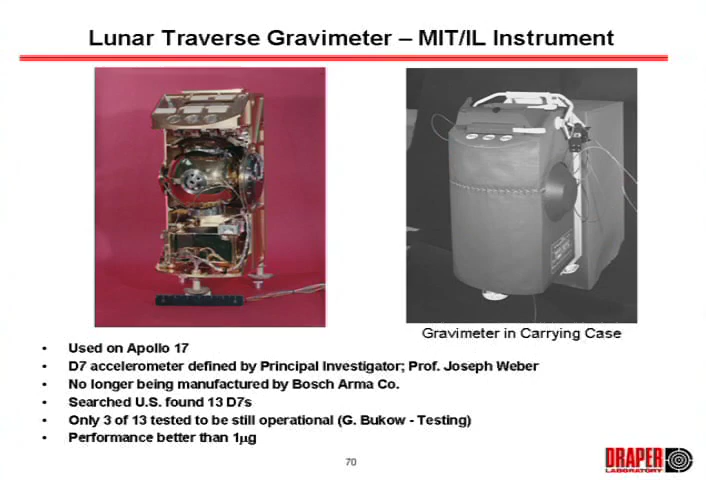 Lunar Traverse Gravimeter – MIT/IL Instrument
Gravimeter in Carrying Case
• Used on Apollo 17
• D7 accelerometer defined by Principal Investigator; Prof. Joseph Weber
• No longer being manufactured by Bosch Arma Co.
• Searched U.S. found 13 D7s
• Only 3 of 13 tested to be still operational (G. Bukow - Testing)
• Performance better than 1μg
70
DRAPER
LABORATORY